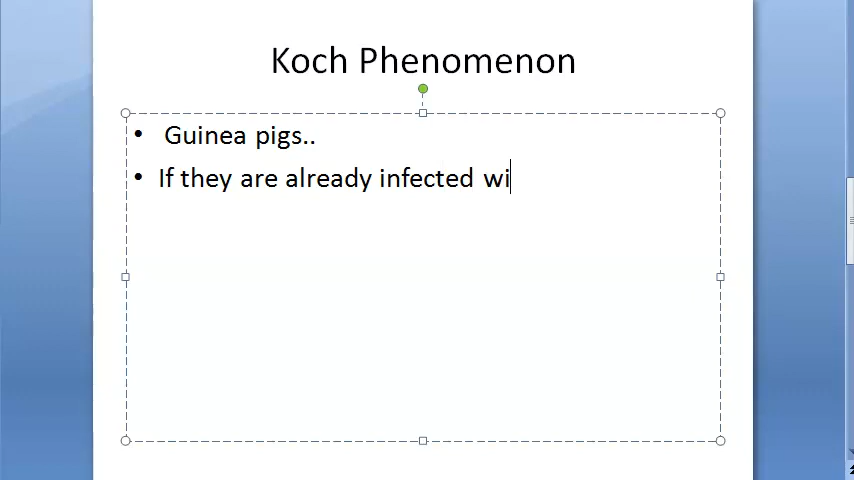 Koch Phenomenon
• Guinea pigs..
• If they are already infected wi